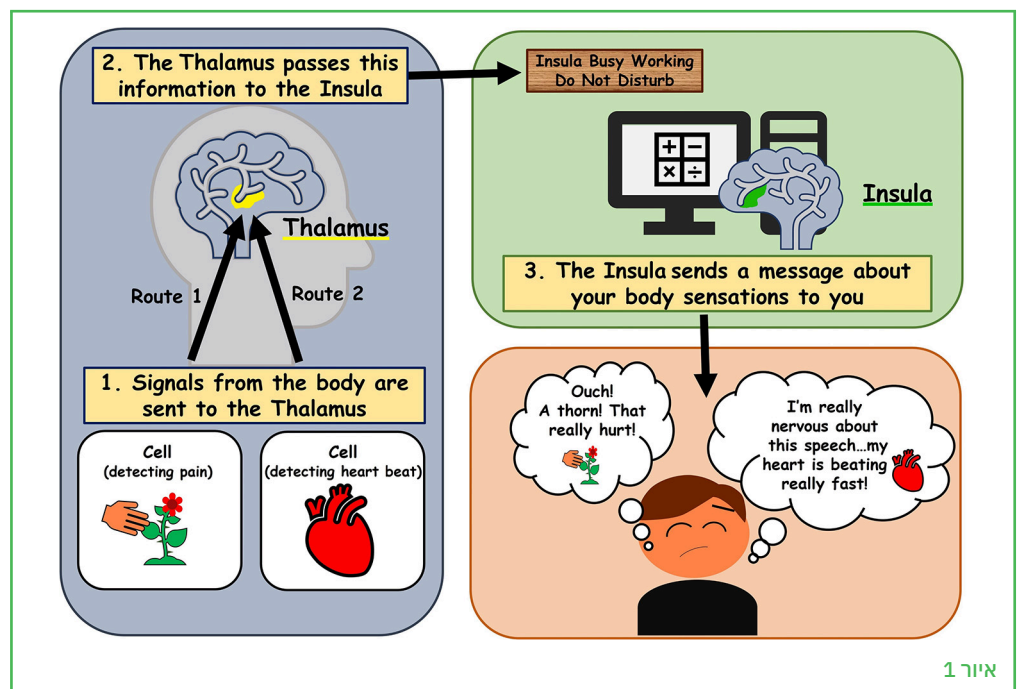 2. The Thalamus passes this
information to the Insula
Thalamus
Route 1
Route 2
1. Signals from the body are
sent to the Thalamus
Cell
(detecting pain)
Cell
(detecting heart beat)
Insula Busy Working
Do Not Disturb
+ −
× ÷
Insula
3. The Insula sends a message about
your body sensations to you
Ouch!
A thorn! That
really hurt!
I'm really
nervous about
this speech...my
heart is beating
really fast!
איור 1